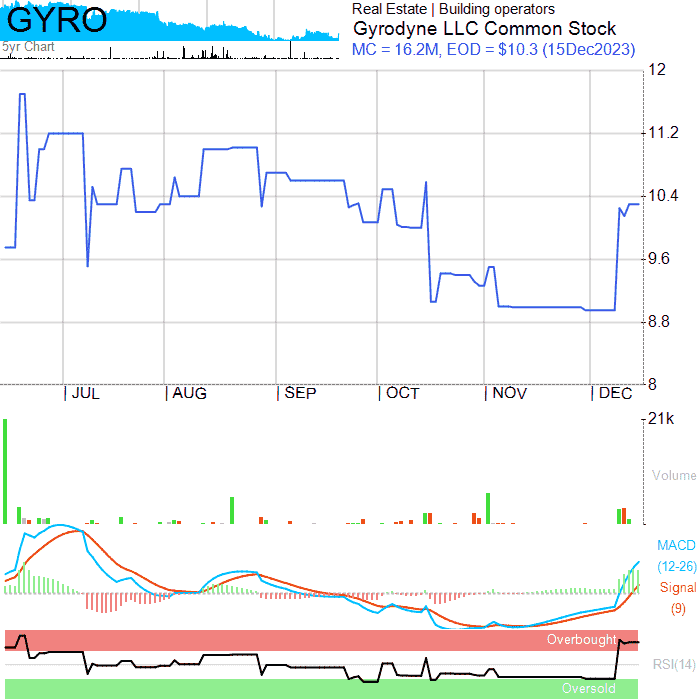 GYRO
5yr Chart
Real Estate | Building operators
Gyrodyne LLC Common Stock
MC = 16.2M, EOD = $10.3 (15Dec2023)
12
11.2
10.4
9.6
8.8
8
JUL AUG SEP OCT NOV DEC
21k
Volume
MACD
(12-26)
Signal
(9)
Overbought
RSI(14)
Oversold